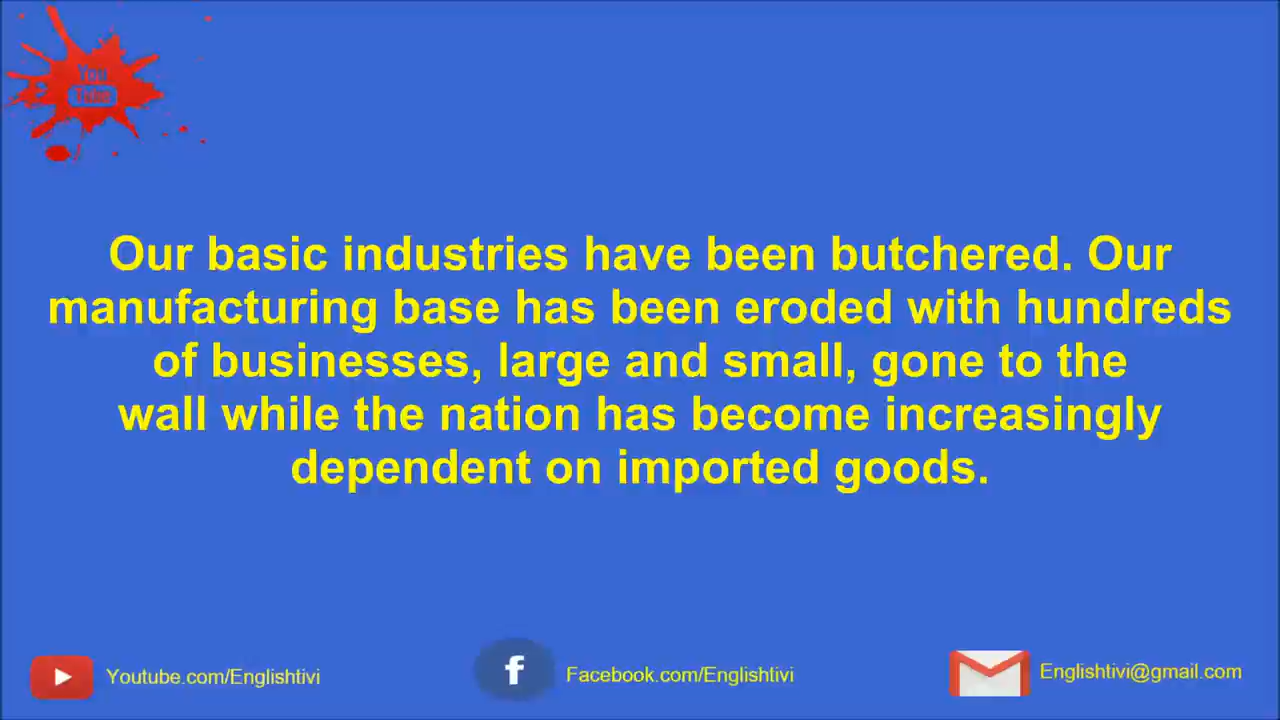 You
Tube
Our basic industries have been butchered. Our
manufacturing base has been eroded with hundreds
of businesses, large and small, gone to the
wall while the nation has become increasingly
dependent on imported goods.
Youtube.com/Englishtivi
f
Facebook.com/Englishtivi
Englishtivi@gmail.com